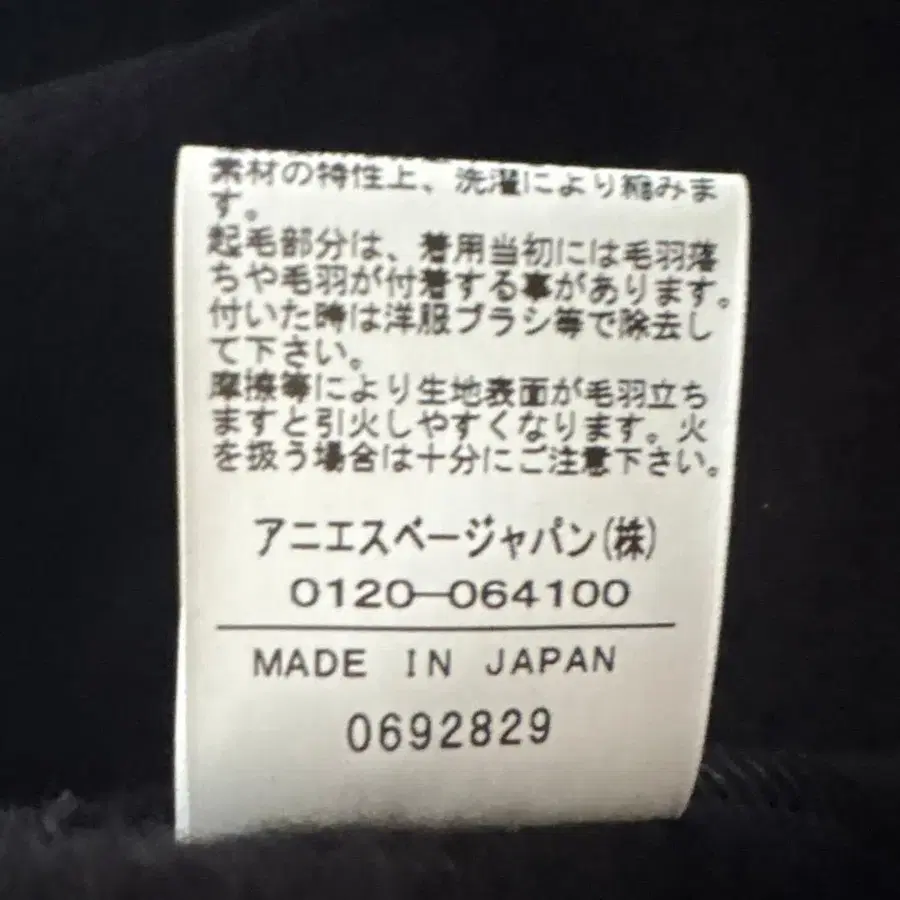 素材の特性上、洗濯により縮みま
す。
起毛部分は、着用当初には毛羽落
ちや毛羽が付着する事があります。
付いた時は洋服ブラシ等で除去し
て下さい。
摩擦等により生地表面が毛羽立ち
ますと引火しやすくなります。火
を扱う場合は十分にご注意下さい。
アニエスベージャパン(株)
0120-064100
MADE IN JAPAN
0692829